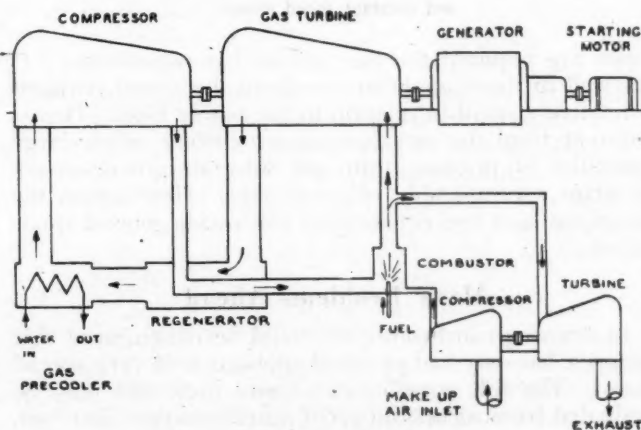 COMPRESSOR
GAS TURBINE
GENERATOR
STARTING
MOTOR
COMBUSTOR
COMPRESSOR
TURBINE
REGENERATOR
FUEL
WATER
IN
OUT
GAS
PRECOOLER
MAKE UP
AIR INLET
EXHAUST